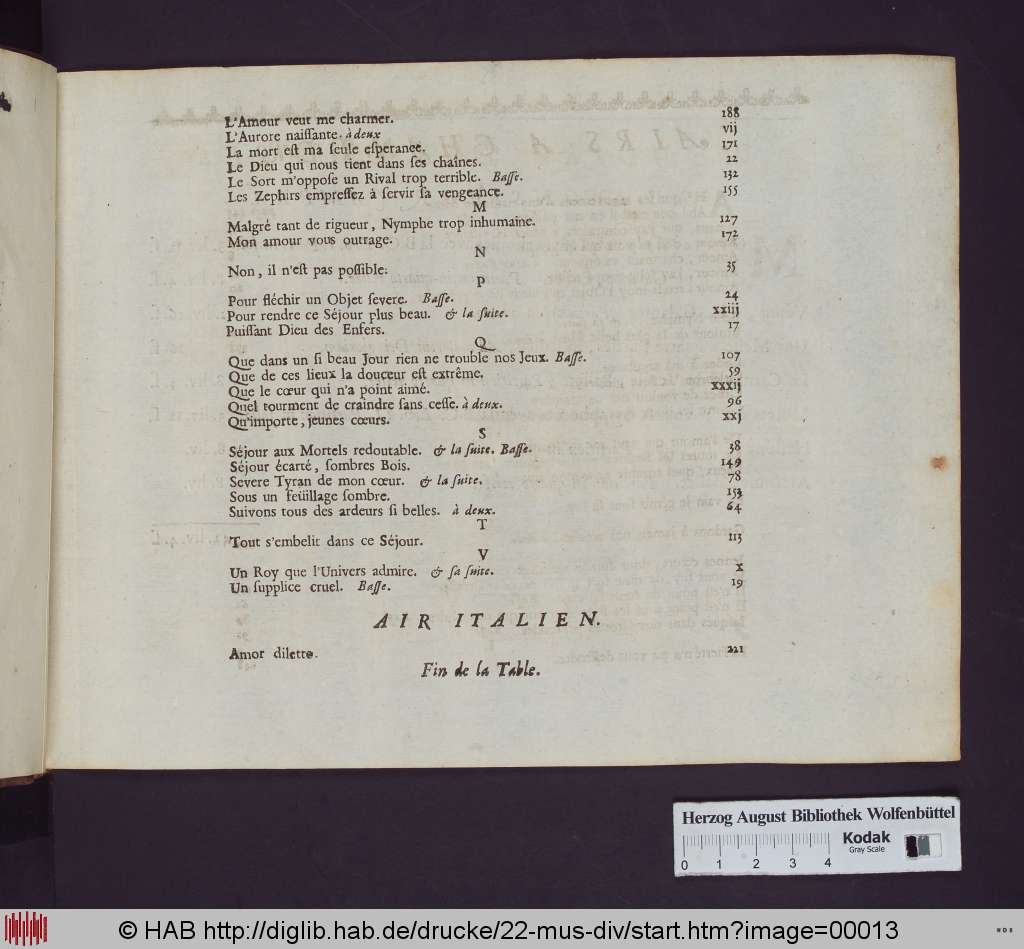 L'Amour veut me charmer. 188
L'Aurore naiſſante. à deux vij
La mort eſt ma ſeule eſperance. 171
Le Dieu qui nous tient dans ſes chaînes. 22
Le Sort m'oppoſe un Rival trop terrible. Baſſe. 132
Les Zephirs empreſſez à ſervir ſa vengeance. 155
M
Malgré tant de rigueur, Nymphe trop inhumaine. 127
Mon amour vous outrage. 172
N
Non, il n'eſt pas poſſible. 35
P
Pour fléchir un Objet ſevere. Baſſe. 24
Pour rendre ce Séjour plus beau. & la ſuite. xxiij
Puiſſant Dieu des Enfers. 17
Q
Que dans un ſi beau Jour rien ne trouble nos Jeux. Baſſe. 107
Que de ces lieux la douceur eſt extrême. 59
Que le cœur qui n'a point aimé. xxxij
Quel tourment de craindre ſans ceſſe. à deux. 96
Qu'importe, jeunes cœurs. xxj
S
Séjour aux Mortels redoutable. & la ſuite. Baſſe. 38
Séjour écarté, ſombres Bois. 149
Severe Tyran de mon cœur. & la ſuite. 78
Sous un feüillage ſombre. 153
Suivons tous des ardeurs ſi belles. à deux. 64
T
Tout s'embelit dans ce Séjour. 113
V
Un Roy que l'Univers admire. & ſa ſuite. x
Un ſupplice cruel. Baſſe. 19
AIR ITALIEN.
Amor diletto. 221
Fin de la Table.
Herzog August Bibliothek Wolfenbüttel
Kodak
Gray Scale
0 1 2 3 4
© HAB http://diglib.hab.de/drucke/22-mus-div/start.htm?image=00013